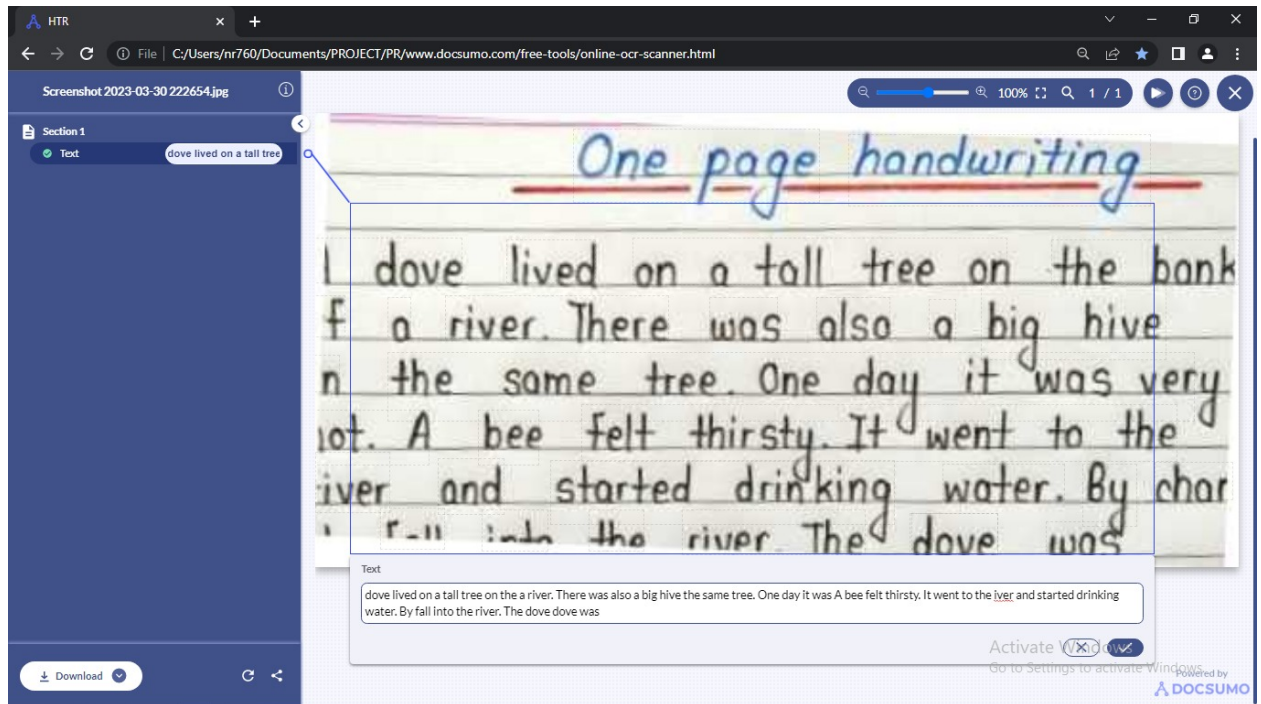 HTR
File | C:/Users/nr760/Documents/PROJECT/PR/www.docsumo.com/free-tools/online-ocr-scanner.html
Screenshot 2023-03-30 222654.jpg
100%
1 / 1
Section 1
Text dove lived on a tall tree
One page handwriting
dove lived on a tall tree on the bank
f a river. There was also a big hive
n the same tree. One day it was very
ot. A bee felt thirsty. It went to the
iver and started drinking water. By char
into the river. The dove was
Text
dove lived on a tall tree on the a river. There was also a big hive the same tree. One day it was A bee felt thirsty. It went to the iver and started drinking
water. By fall into the river. The dove dove was
Activate Windows
Go to Settings to activate Windows.
Download
Powered by
DOCSUMO